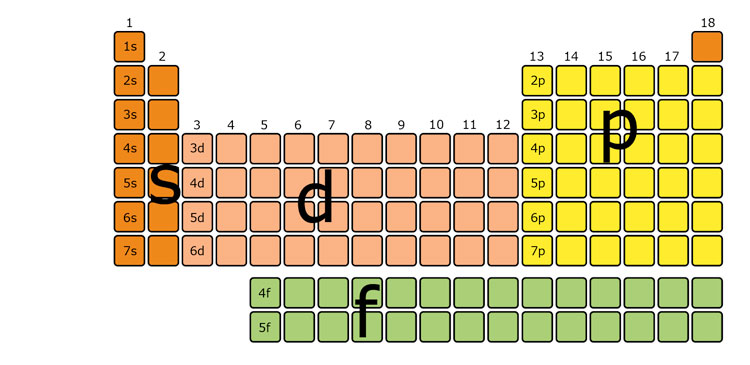 1 18
1s 2 13 14 15 16 17
2s 2p
3s 3 4 5 6 7 8 9 10 11 12 3p
4s 3d 4p
5s 4d 5p
6s 5d 6p
7s 6d 7p
s d p
4f
5f
f